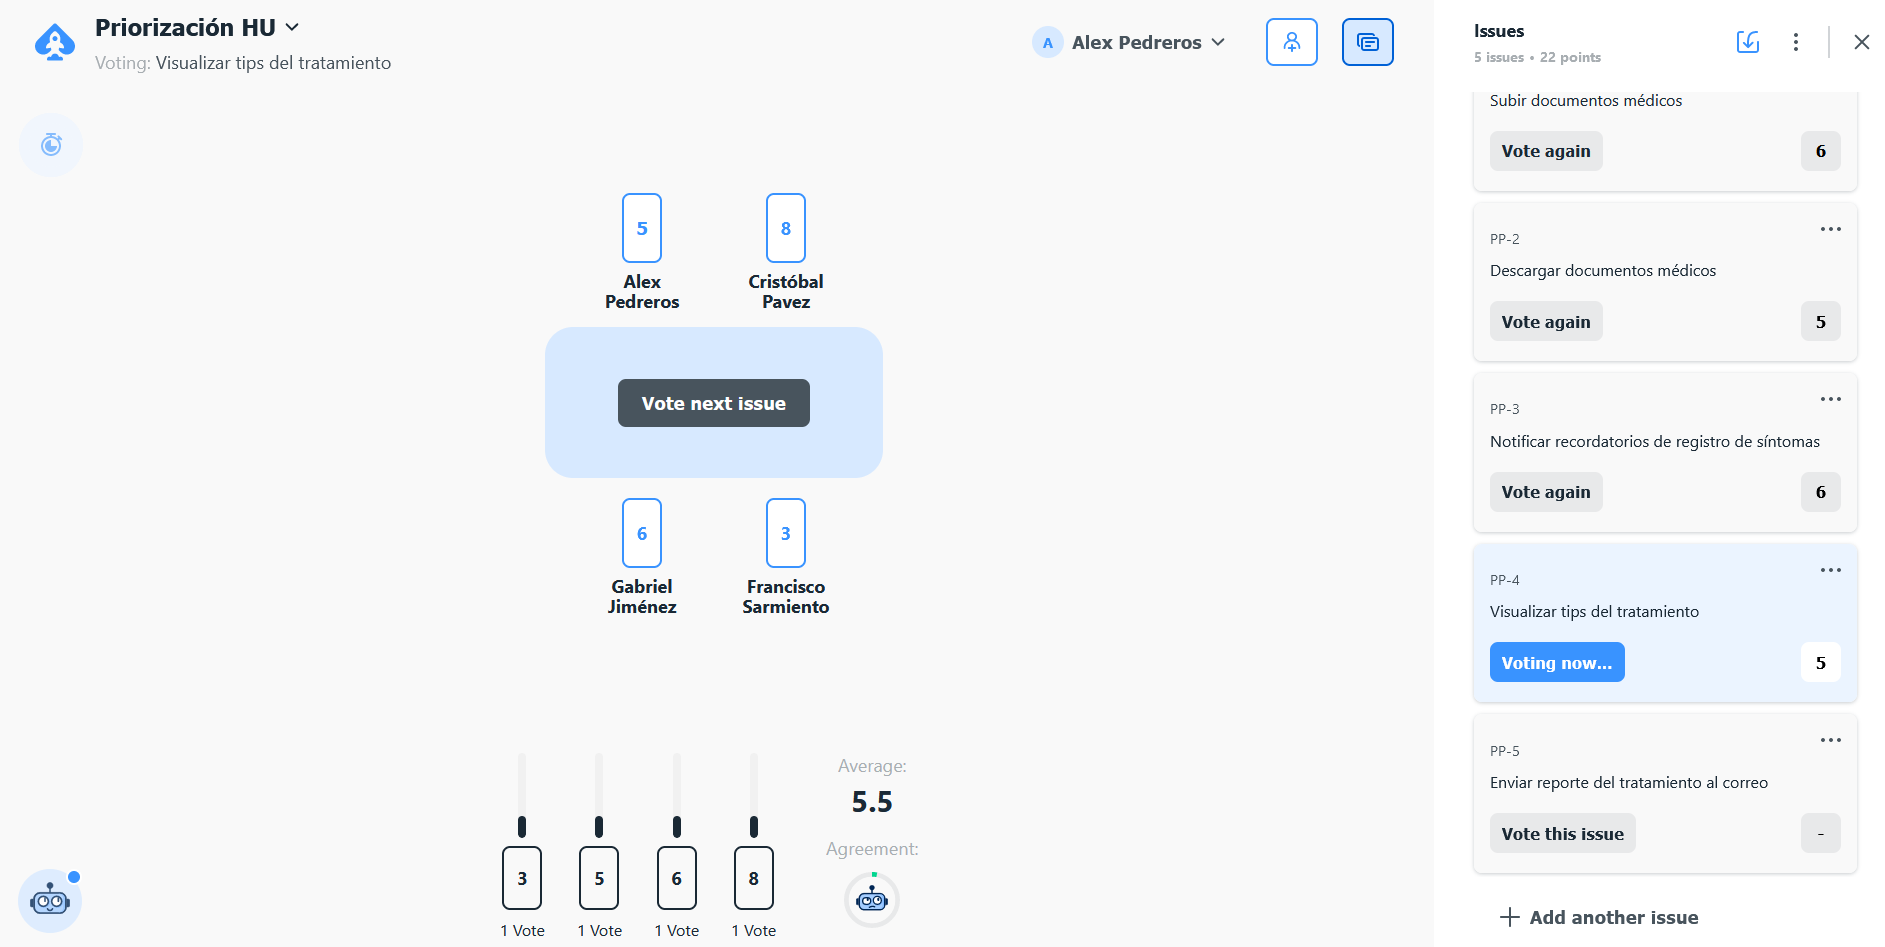 Priorización HU
Voting: Visualizar tips del tratamiento
A
Alex Pedreros
5
Alex
Pedreros
8
Cristóbal
Pavez
Vote next issue
6
Gabriel
Jiménez
3
Francisco
Sarmiento
3
5
6
8
1 Vote
1 Vote
1 Vote
1 Vote
Average:
5.5
Agreement:
Issues
5 issues • 22 points
Subir documentos médicos
Vote again
6
PP-2
Descargar documentos médicos
Vote again
5
PP-3
Notificar recordatorios de registro de síntomas
Vote again
6
PP-4
Visualizar tips del tratamiento
Voting now...
5
PP-5
Enviar reporte del tratamiento al correo
Vote this issue
-
Add another issue